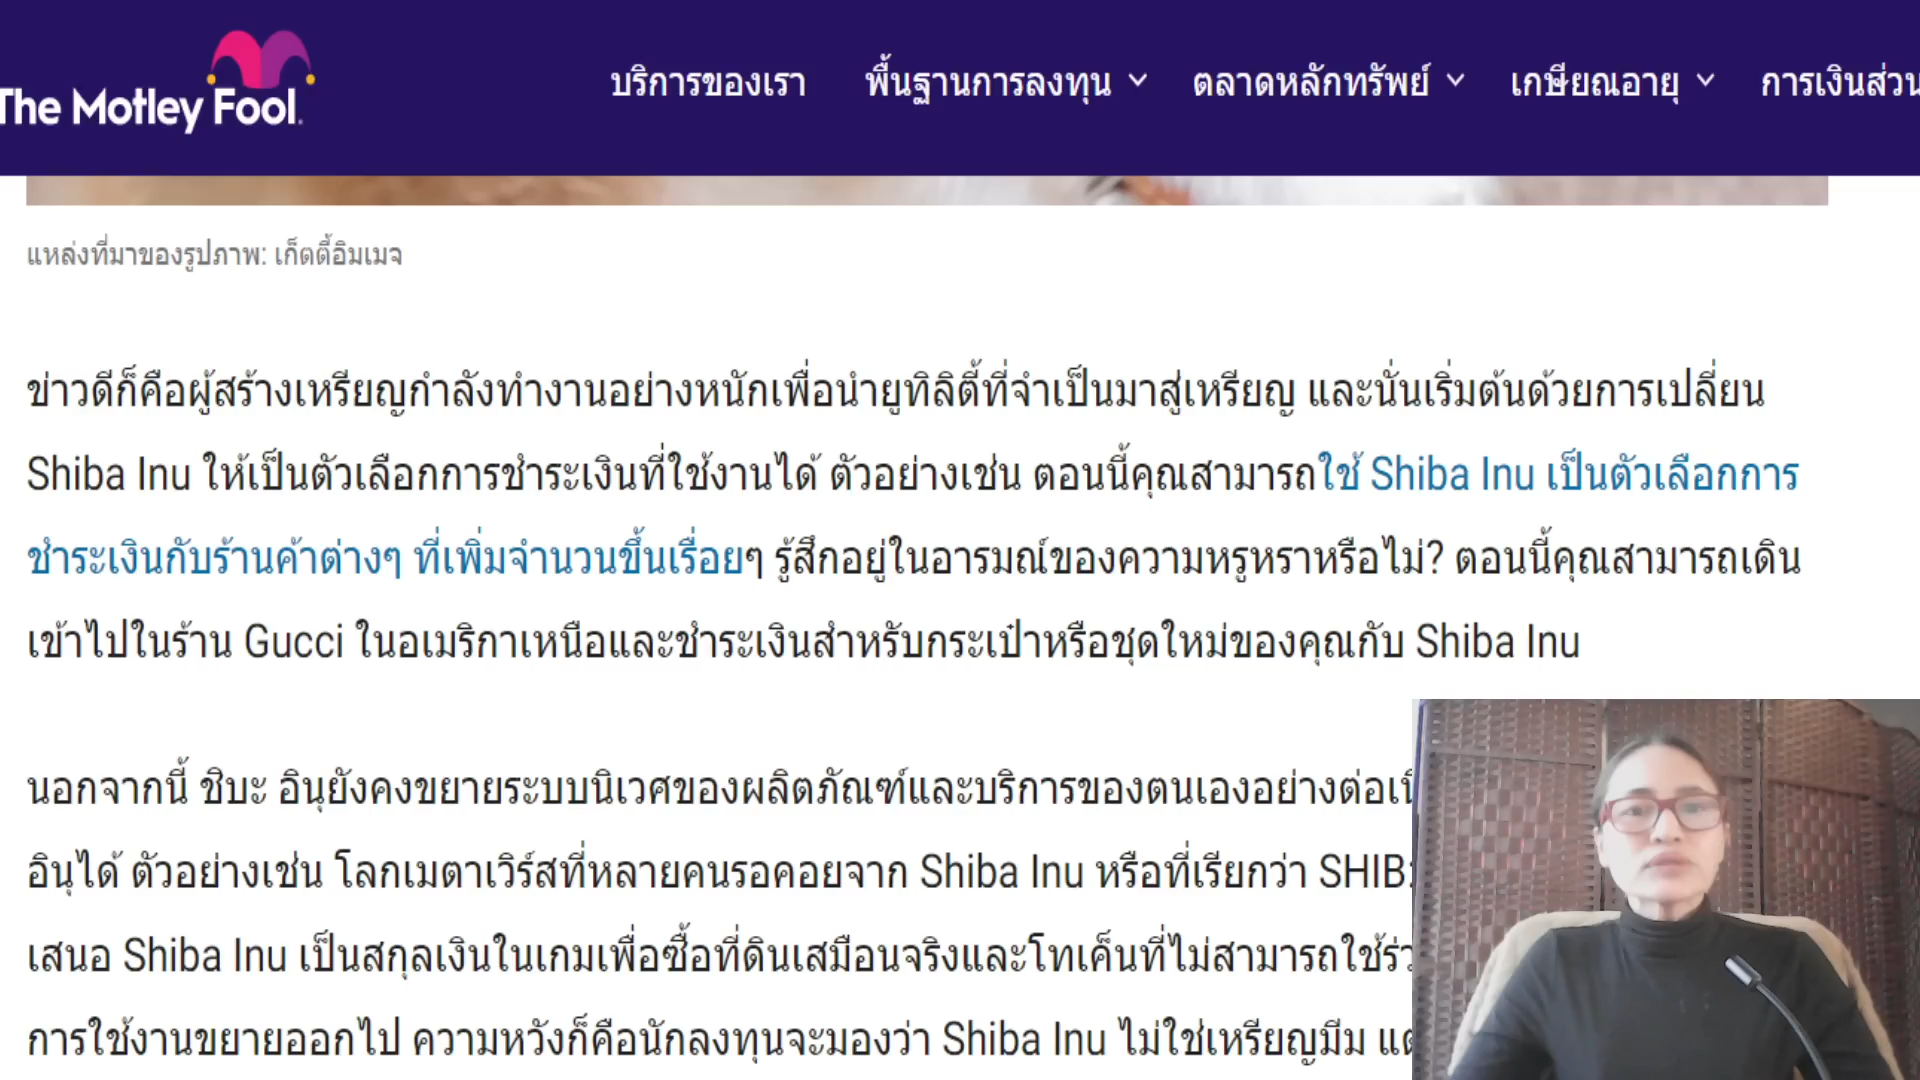 The Motley Fool.
บริการของเรา พื้นฐานการลงทุน ตลาดหลักทรัพย์ เกษียณอายุ การเงินส่วน
แหล่งที่มาของรูปภาพ: เก็ตตี้อิมเมจ
ข่าวดีก็คือผู้สร้างเหรียญกำลังทำงานอย่างหนักเพื่อนำยูทิลิตี้ที่จำเป็นมาสู่เหรียญ และนั่นเริ่มต้นด้วยการเปลี่ยน
Shiba Inu ให้เป็นตัวเลือกการชำระเงินที่ใช้งานได้ ตัวอย่างเช่น ตอนนี้คุณสามารถใช้ Shiba Inu เป็นตัวเลือกการ
ชำระเงินกับร้านค้าต่างๆ ที่เพิ่มจำนวนขึ้นเรื่อยๆ รู้สึกอยู่ในอารมณ์ของความหรูหราหรือไม่? ตอนนี้คุณสามารถเดิน
เข้าไปในร้าน Gucci ในอเมริกาเหนือและชำระเงินสำหรับกระเป๋าหรือชุดใหม่ของคุณกับ Shiba Inu
นอกจากนี้ ชิบะ อินุยังคงขยายระบบนิเวศของผลิตภัณฑ์และบริการของตนเองอย่างต่อเนื
อินุได้ ตัวอย่างเช่น โลกเมตาเวิร์สที่หลายคนรอคอยจาก Shiba Inu หรือที่เรียกว่า SHIB:
เสนอ Shiba Inu เป็นสกุลเงินในเกมเพื่อซื้อที่ดินเสมือนจริงและโทเค็นที่ไม่สามารถใช้ร่ว
การใช้งานขยายออกไป ความหวังก็คือนักลงทุนจะมองว่า Shiba Inu ไม่ใช่เหรียญมีม แต่